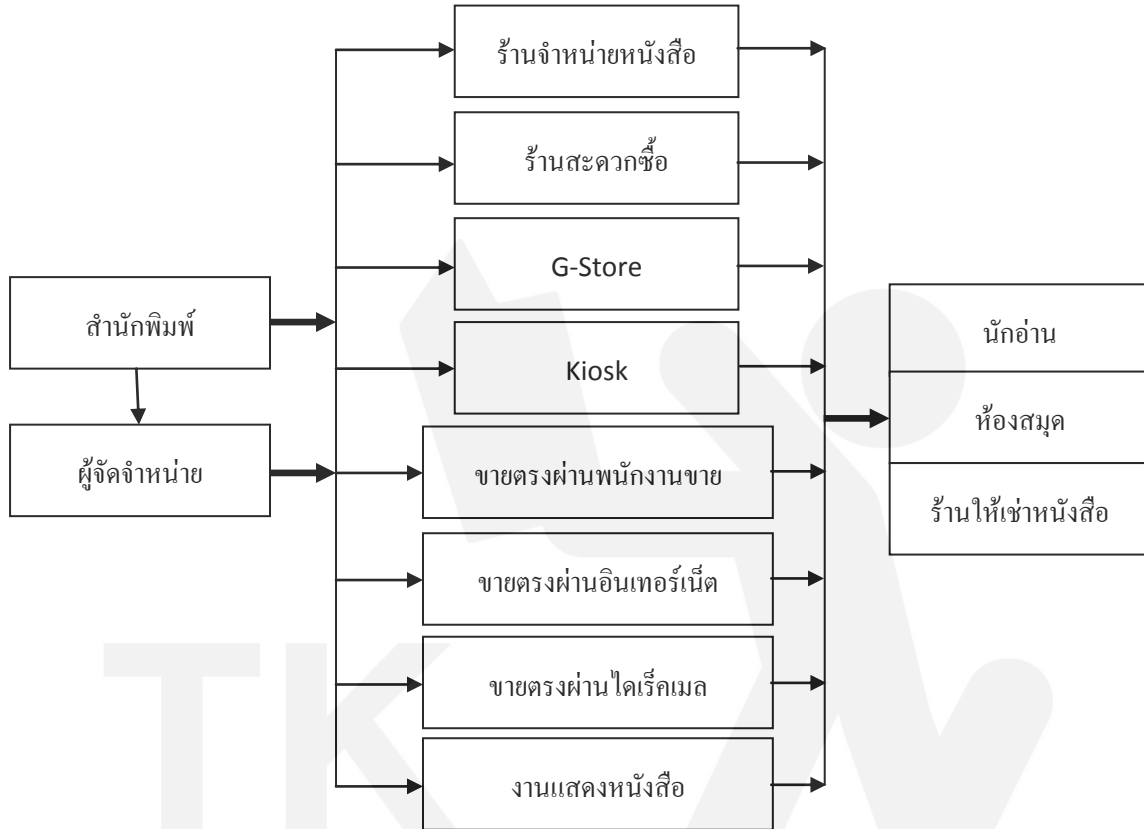 ร้านจำหน่ายหนังสือ
ร้านสะดวกซื้อ
G-Store
สำนักพิมพ์
นักอ่าน
Kiosk
ห้องสมุด
ผู้จัดจำหน่าย
ขายตรงผ่านพนักงานขาย
ร้านให้เช่าหนังสือ
ขายตรงผ่านอินเทอร์เน็ต
ขายตรงผ่านไดเร็คเมล
งานแสดงหนังสือ
TK